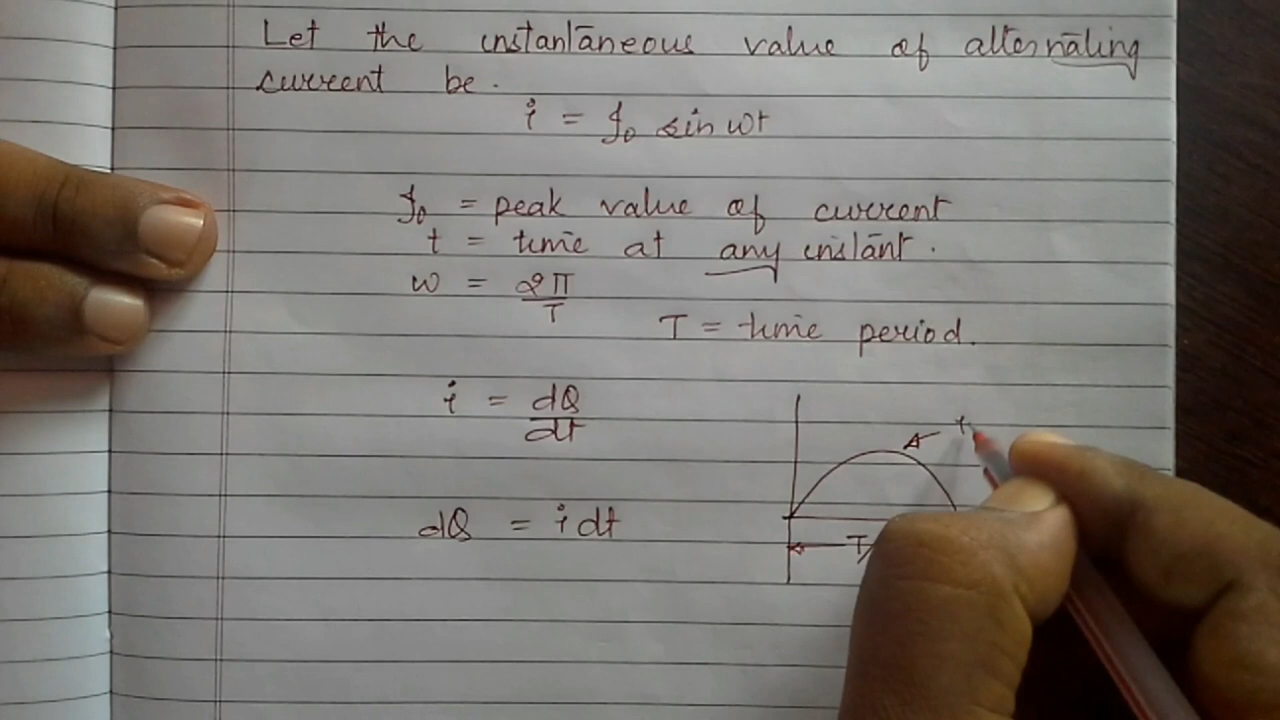 Let the instantaneous value of alternating
current be.
i = I₀ sin ωt
I₀ = peak value of current
t = time at any instant.
ω = 2π/T
T = time period.
i = dQ/dt
dQ = i dt